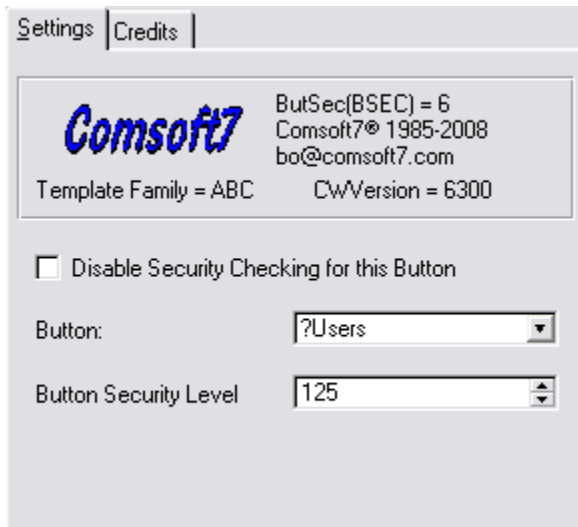 Settings Credits
Comsoft7
ButSec(BSEC) = 6
Comsoft7® 1985-2008
bo@comsoft7.com
Template Family = ABC CwVersion = 6300
Disable Security Checking for this Button
Button: ?Users
Button Security Level 125